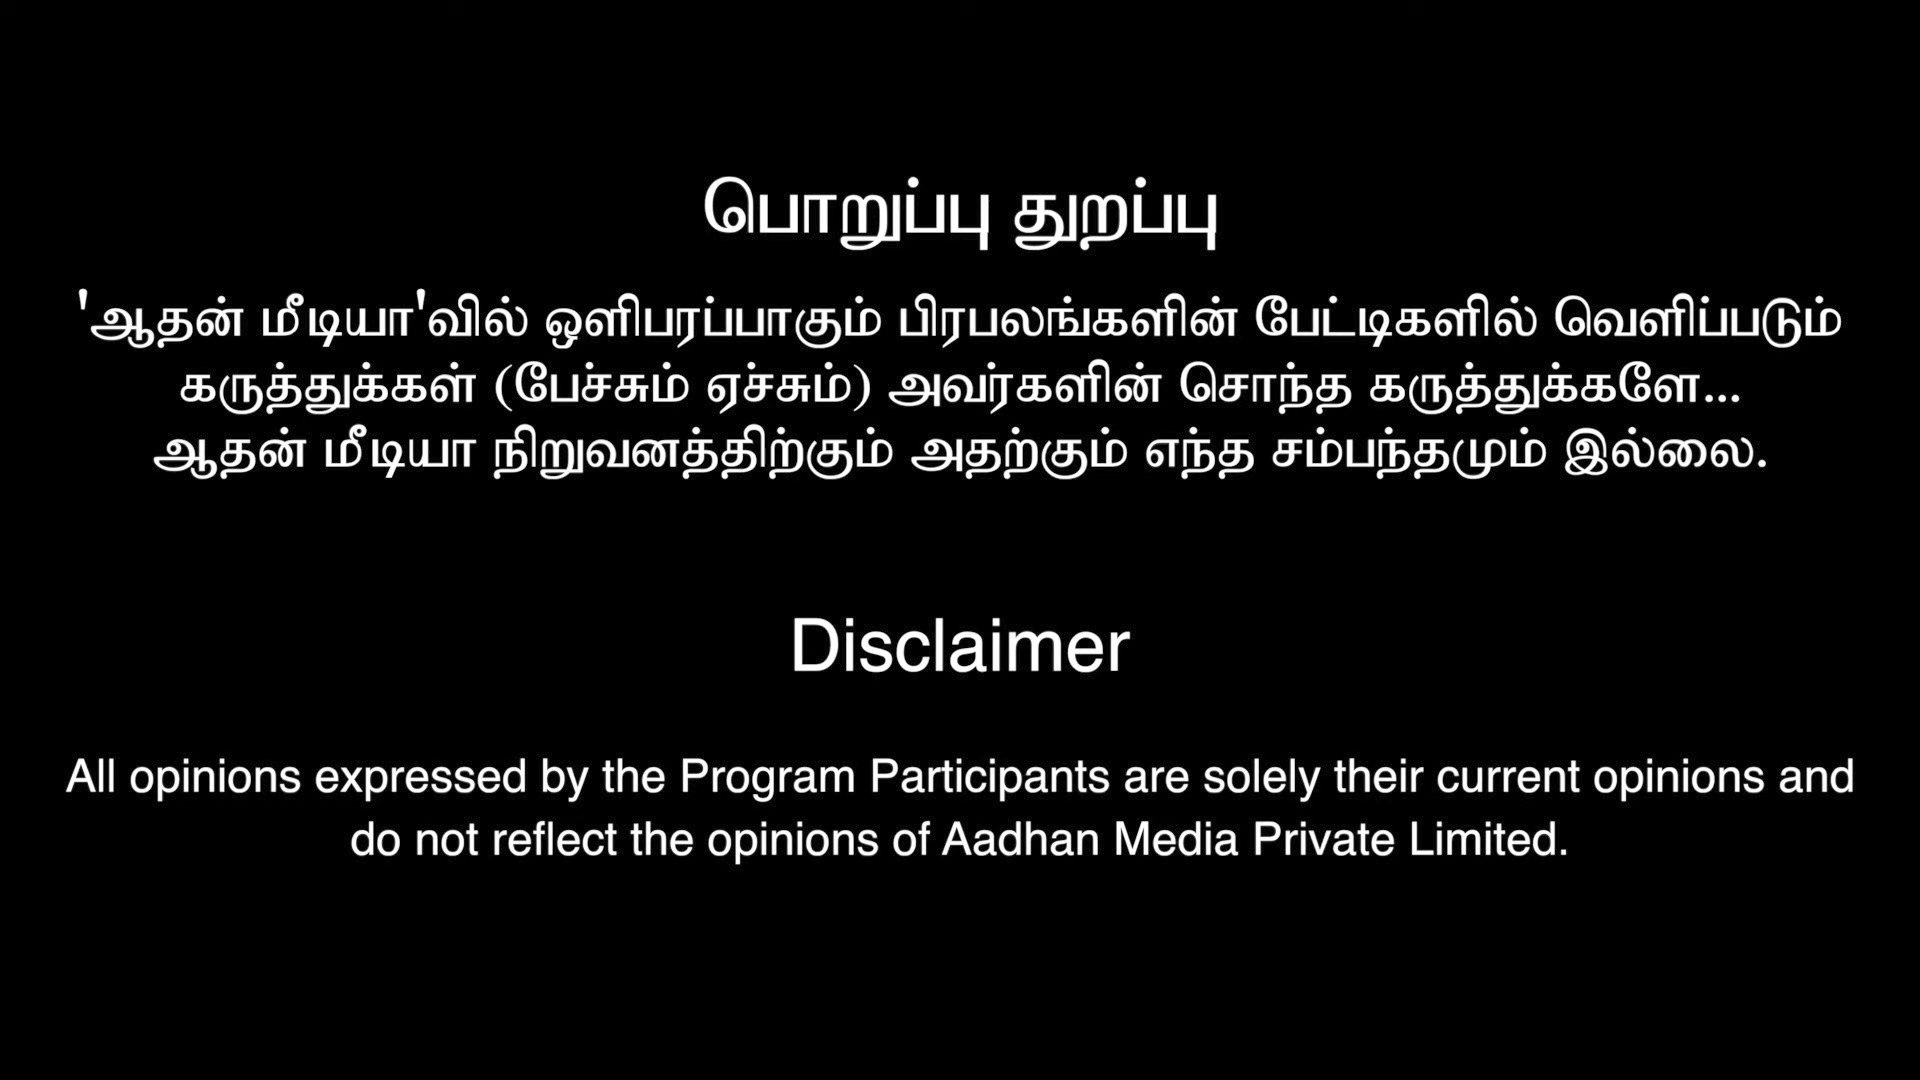 பொறுப்பு துறப்பு
'ஆதன் மீடியா'வில் ஒளிபரப்பாகும் பிரபலங்களின் பேட்டிகளில் வெளிப்படும்
கருத்துக்கள் (பேச்சும் ஏச்சும்) அவர்களின் சொந்த கருத்துக்களே...
ஆதன் மீடியா நிறுவனத்திற்கும் அதற்கும் எந்த சம்பந்தமும் இல்லை.
Disclaimer
All opinions expressed by the Program Participants are solely their current opinions and
do not reflect the opinions of Aadhan Media Private Limited.